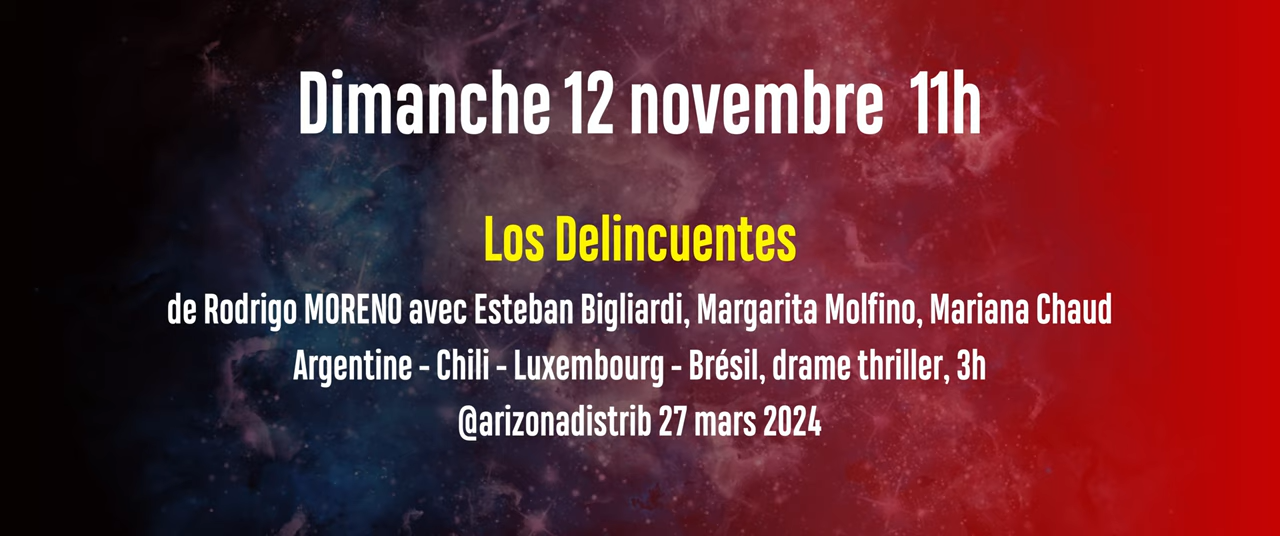 Dimanche 12 novembre 11h
Los Delincuentes
de Rodrigo MORENO avec Esteban Bigliardi, Margarita Molfino, Mariana Chaud
Argentine - Chili - Luxembourg - Brésil, drame thriller, 3h
@arizonadistrib 27 mars 2024